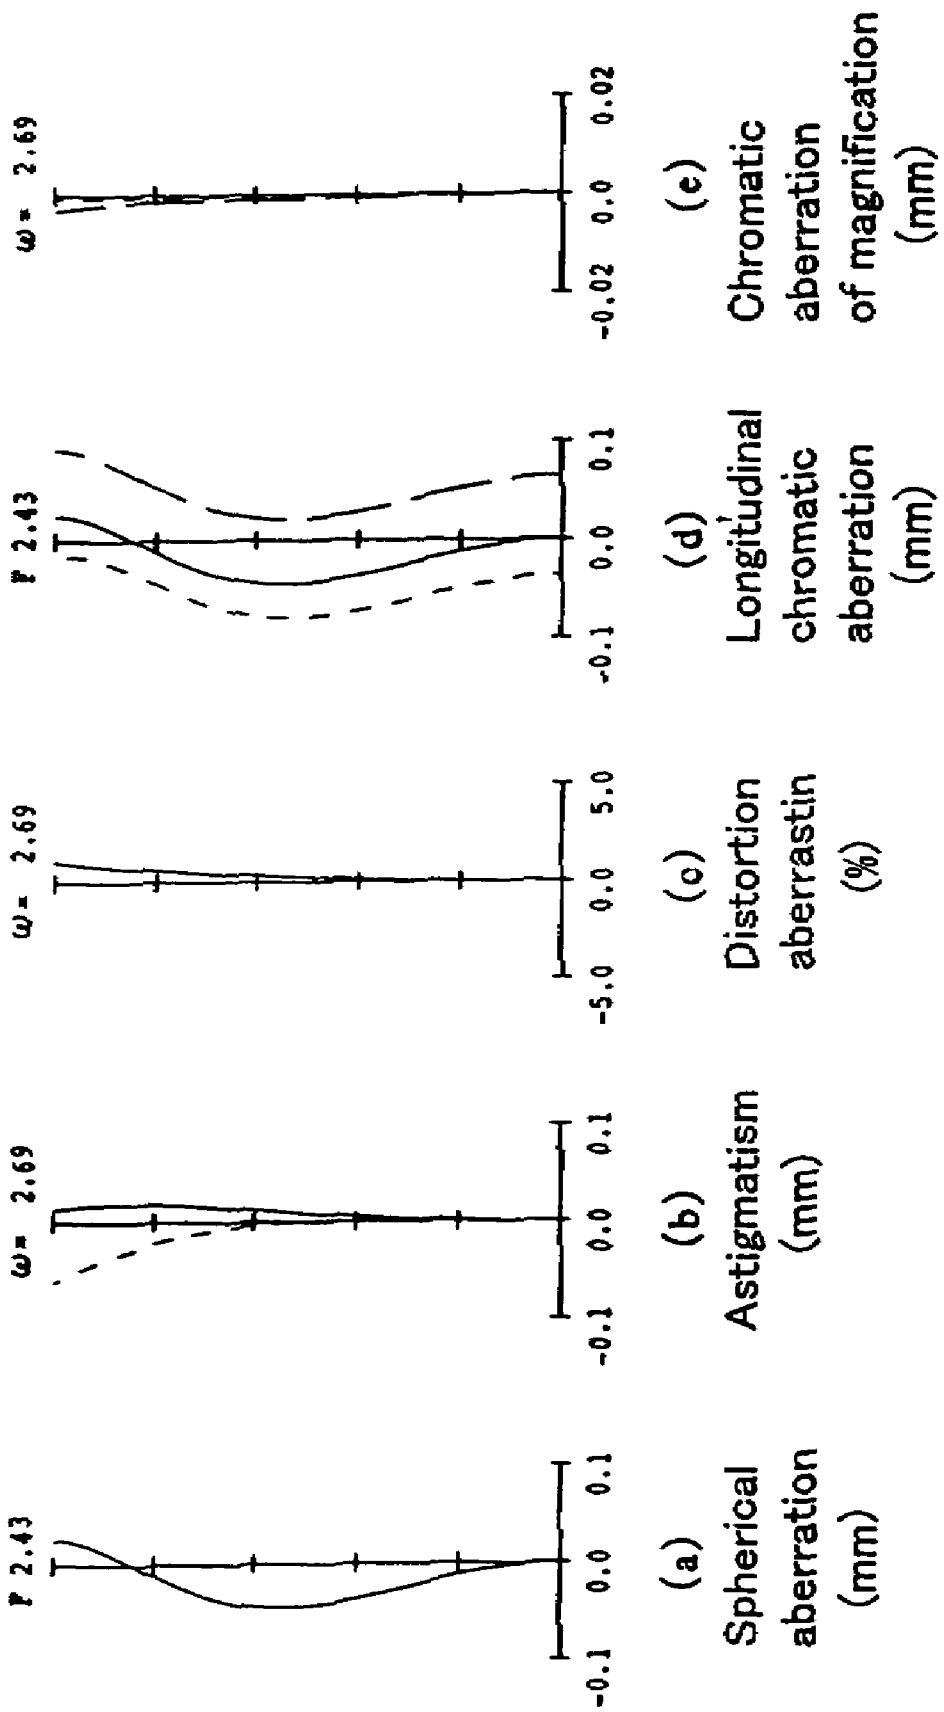 F 2.43
-0.1 0.0 0.1
(a)
Spherical
aberration
(mm)
ω= 2.69
-0.1 0.0 0.1
(b)
Astigmatism
(mm)
ω= 2.69
-5.0 0.0 5.0
(c)
Distortion
aberrastin
(%)
F 2.43
-0.1 0.0 0.1
(d)
Longitudinal
chromatic
aberration
(mm)
ω= 2.69
-0.02 0.0 0.02
(e)
Chromatic
aberration
of magnification
(mm)